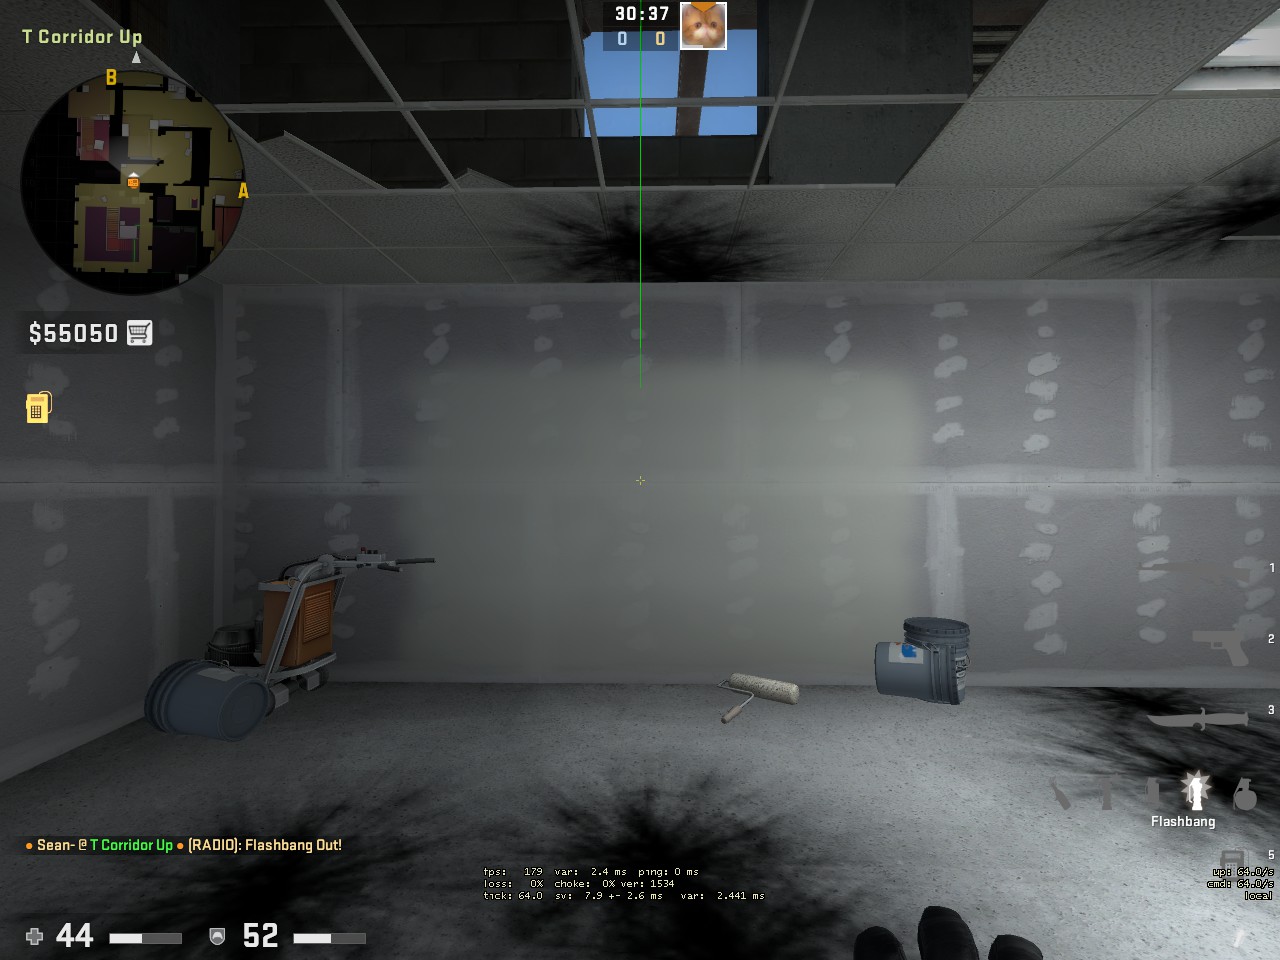 T Corridor Up
30:37
0 0
B
A
$55050
1
2
3
Flashbang
5
● Sean- @ T Corridor Up ● (RADIO): Flashbang Out!
fps: 179 var: 2.4 ms ping: 0 ms
loss: 0% choke: 0% ver: 1534
tick: 64.0 sv: 7.9 +- 2.6 ms var: 2.441 ms
up: 64.0/s
cmd: 64.0/s
local
44
52